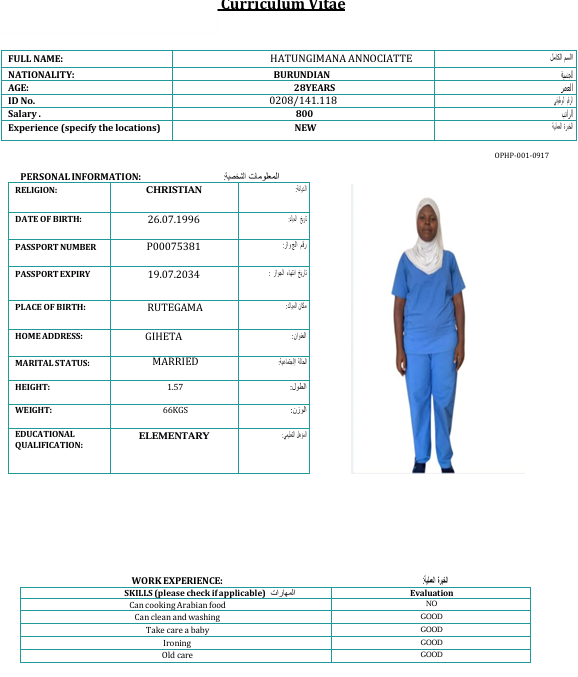 Curriculum Vitae
FULL NAME: HATUNGIMANA ANNOCIATTE الاسم الكامل
NATIONALITY: BURUNDIAN الجنسية
AGE: 28YEARS العمر
ID No. 0208/141.118
Salary . 800 الراتب
Experience (specify the locations) NEW الخبرة العملية
OPHP-001-0917
PERSONAL INFORMATION: المعلومات الشخصية:
RELIGION: CHRISTIAN الديانة:
DATE OF BIRTH: 26.07.1996 تاريخ الميلاد:
PASSPORT NUMBER P00075381 رقم الجواز:
PASSPORT EXPIRY 19.07.2034 تاريخ انتهاء الجواز :
PLACE OF BIRTH: RUTEGAMA مكان الميلاد:
HOME ADDRESS: GIHETA العنوان:
MARITAL STATUS: MARRIED الحالة الاجتماعية:
HEIGHT: 1.57 الطول:
WEIGHT: 66KGS الوزن:
EDUCATIONAL QUALIFICATION: ELEMENTARY المؤهل التعليمي:
WORK EXPERIENCE: الخبرة العملية:
SKILLS (please check if applicable) المهارات Evaluation
Can cooking Arabian food NO
Can clean and washing GOOD
Take care a baby GOOD
Ironing GOOD
Old care GOOD